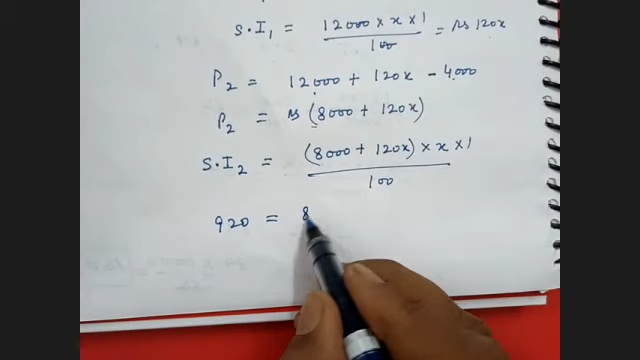 S.I₁ = 12000 × x × 1 / 100 = Rs 120x
P₂ = 12000 + 120x - 4000
P₂ = Rs (8000 + 120x)
S.I₂ = (8000 + 120x) × x × 1 / 100
920 = 8